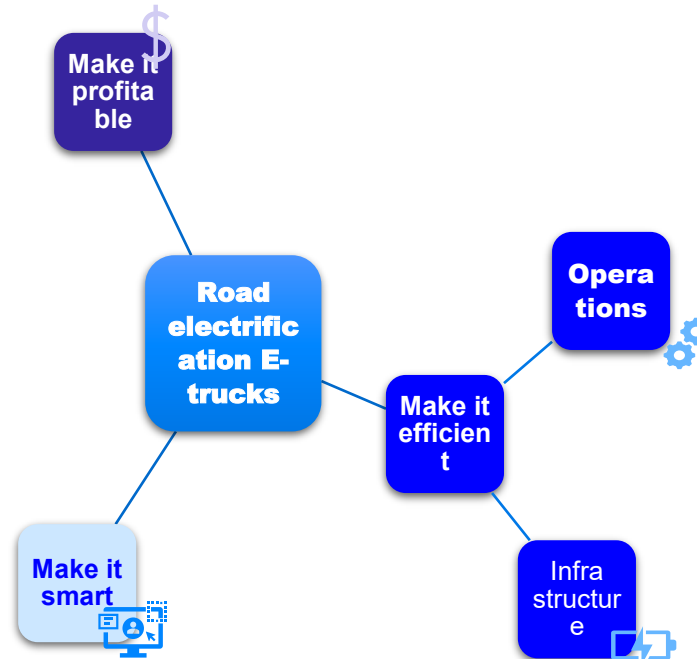 Make it
profita
ble
Road
electrific
ation E-
trucks
Opera
tions
Make it
efficien
t
Make it
smart
Infra
structur
e